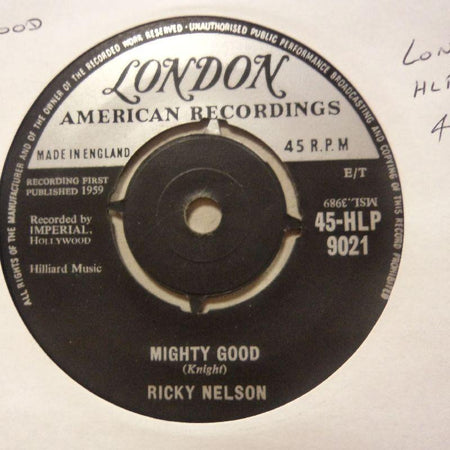 OOD
LON
HLP
4
ALL RIGHTS OF THE MANUFACTURER AND OF THE OWNER OF THE RECORDED WORK RESERVED · UNAUTHORISED PUBLIC PERFORMANCE BROADCASTING AND COPYING OF THIS RECORD PROHIBITED
LONDON
AMERICAN RECORDINGS
MADE IN ENGLAND
45 R.P.M
E/T
RECORDING FIRST
PUBLISHED 1959
MSL.3989
Recorded by
IMPERIAL,
HOLLYWOOD
45-HLP
9021
Hilliard Music
MIGHTY GOOD
(Knight)
RICKY NELSON